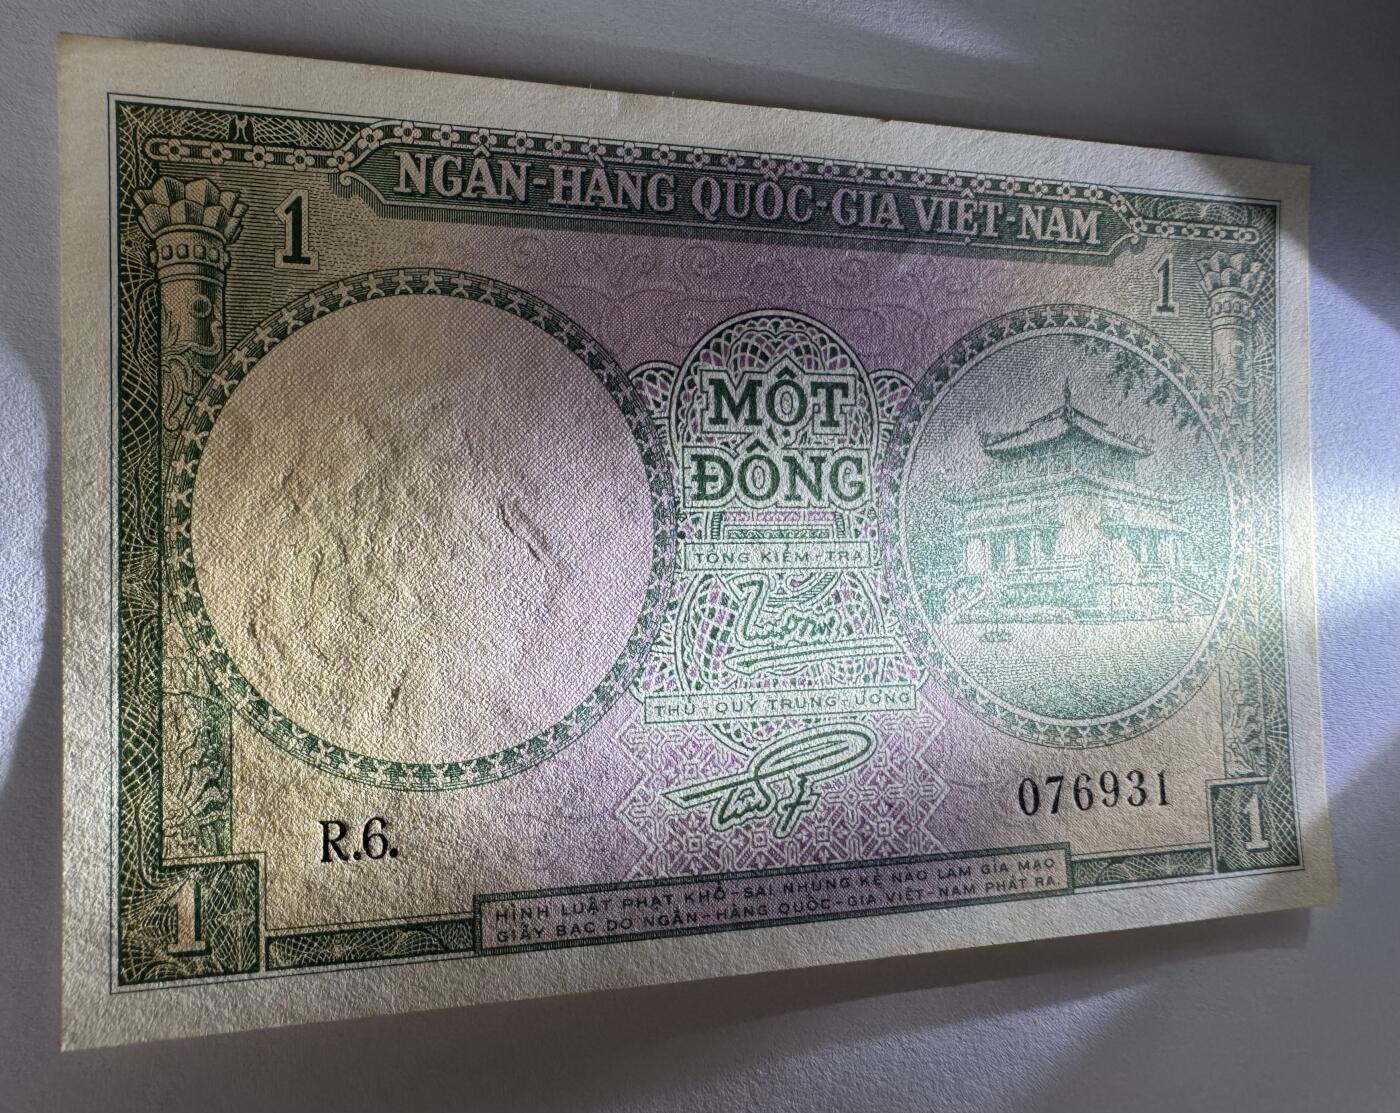 NGÂN-HÀNG QUỐC-GIA VIỆT-NAM
1
1
MỘT
ĐỒNG
TỔNG KIỂM-TRA
THỦ-QUỸ TRUNG-ƯƠNG
R.6.
076931
1
1
HÌNH LUẬT PHẠT KHỔ-SAI NHỮNG KẺ NÀO LÀM GIẢ MẠO
GIẤY BẠC DO NGÂN-HÀNG QUỐC-GIA VIỆT-NAM PHÁT RA.